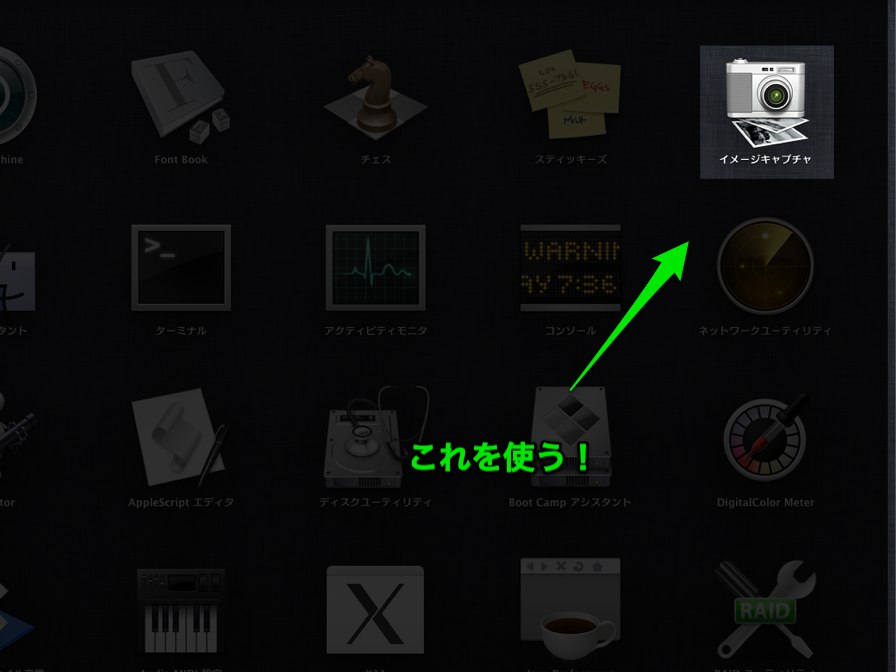 hine
Font Book
チェス
スティッキーズ
イメージキャプチャ
タント
ターミナル
アクティビティモニタ
コンソール
ネットワークユーティリティ
WARNIN
AY 7:36
これを使う！
tor
AppleScript エディタ
ディスクユーティリティ
Boot Camp アシスタント
DigitalColor Meter
RAID
555-7861
EGGS
MILK